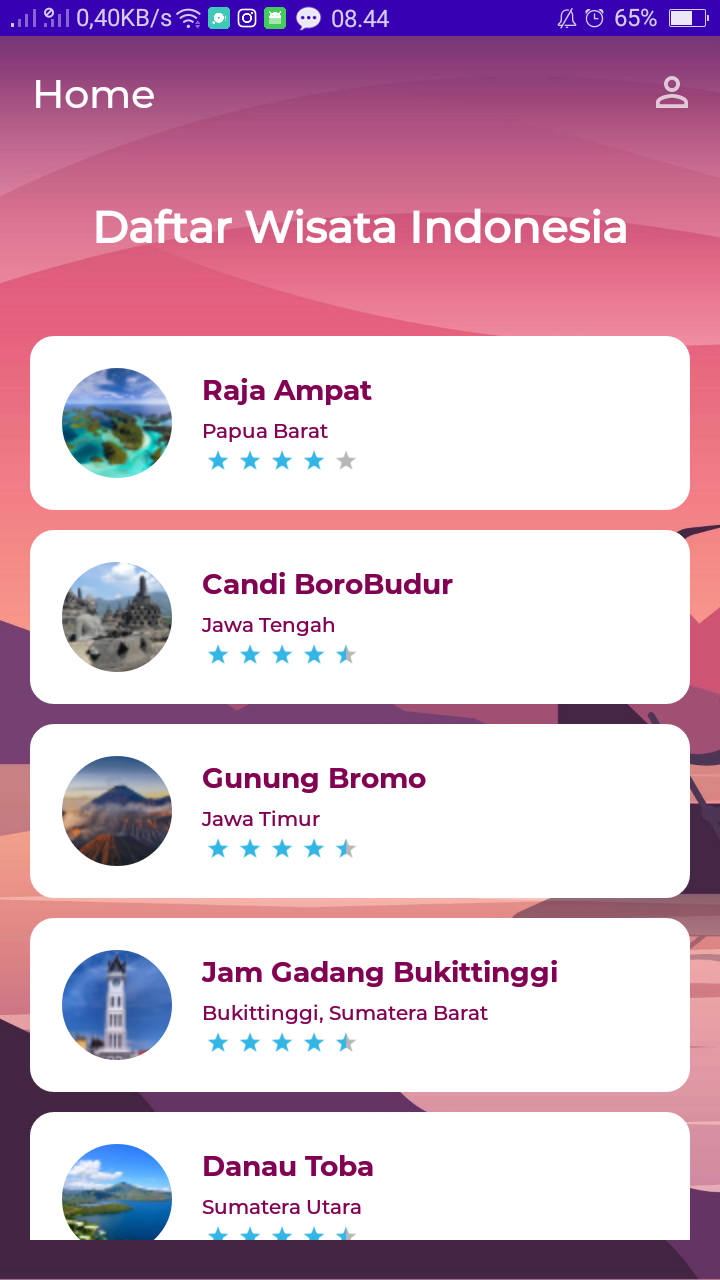 0,40KB/s 08.44 65%
Home
Daftar Wisata Indonesia
Raja Ampat
Papua Barat
Candi BoroBudur
Jawa Tengah
Gunung Bromo
Jawa Timur
Jam Gadang Bukittinggi
Bukittinggi, Sumatera Barat
Danau Toba
Sumatera Utara